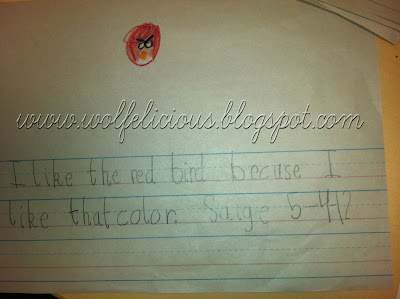 www.wolfelicious.blogspot.com
I like the red bird becuse I
like that color. Saige 5-4-12